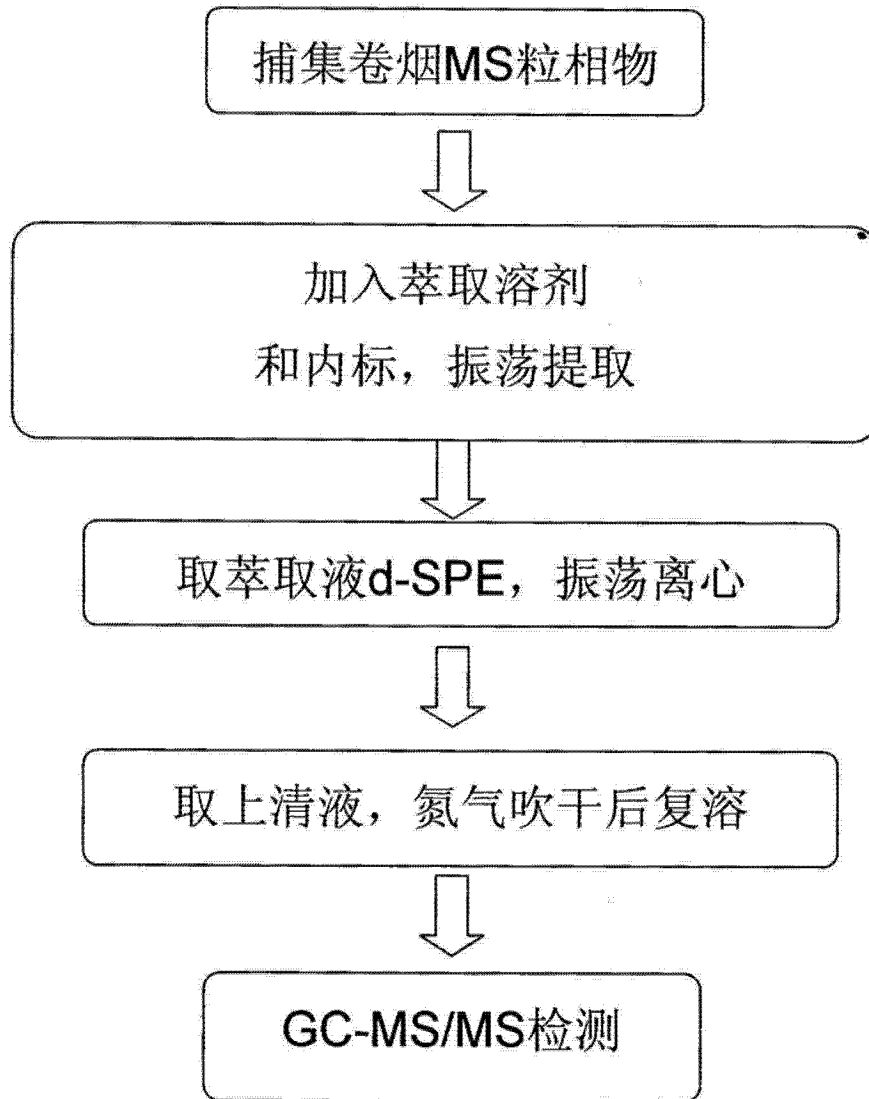 捕集卷烟MS粒相物
加入萃取溶剂
和内标，振荡提取
取萃取液d-SPE，振荡离心
取上清液，氮气吹干后复溶
GC-MS/MS检测